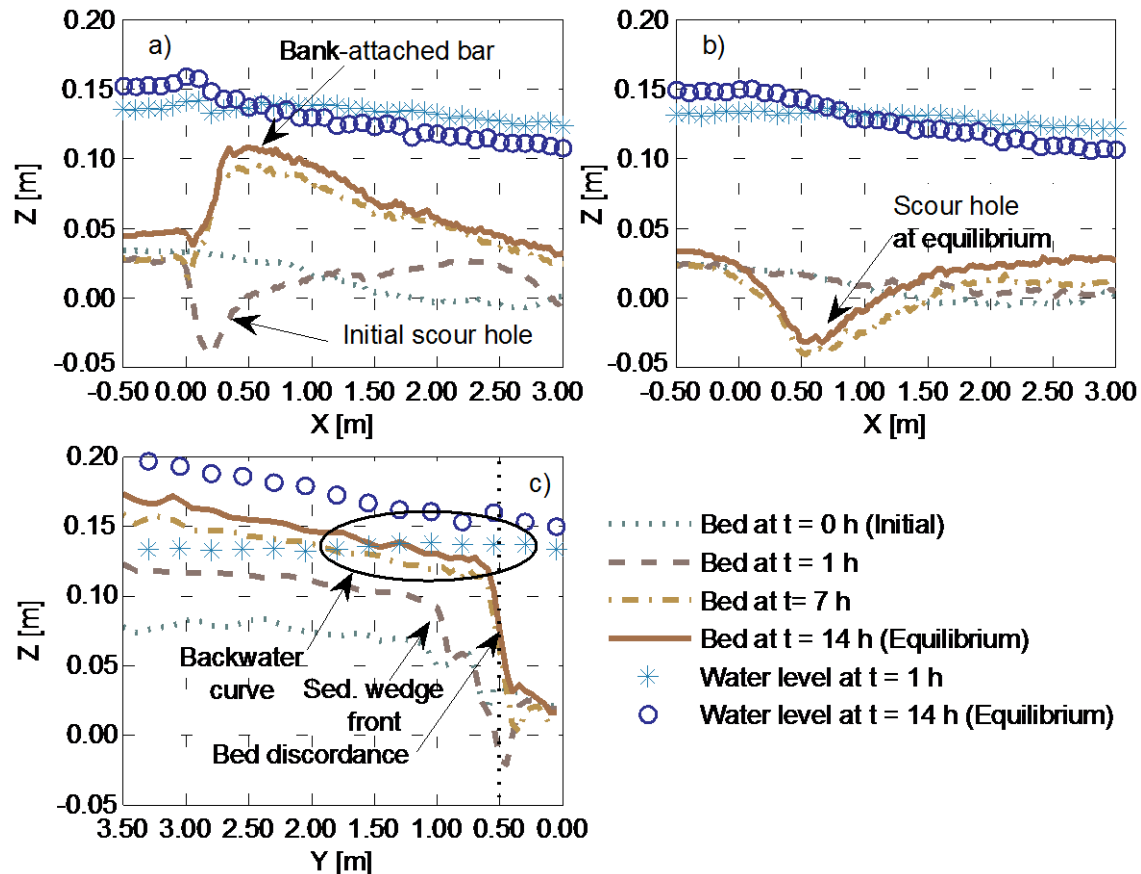 a)
Bank-attached bar
Initial scour hole
Z [m]
0.20
0.15
0.10
0.05
0.00
-0.05
-0.50 0.00 0.50 1.00 1.50 2.00 2.50 3.00
X [m]
b)
Scour hole
at equilibrium
Z [m]
0.20
0.15
0.10
0.05
0.00
-0.05
-0.50 0.00 0.50 1.00 1.50 2.00 2.50 3.00
X [m]
c)
Backwater
curve
Sed. wedge
front
Bed discordance
Z [m]
0.20
0.15
0.10
0.05
0.00
-0.05
3.50 3.00 2.50 2.00 1.50 1.00 0.50 0.00
Y [m]
Bed at t = 0 h (Initial)
Bed at t = 1 h
Bed at t= 7 h
Bed at t = 14 h (Equilibrium)
Water level at t = 1 h
Water level at t = 14 h (Equilibrium)